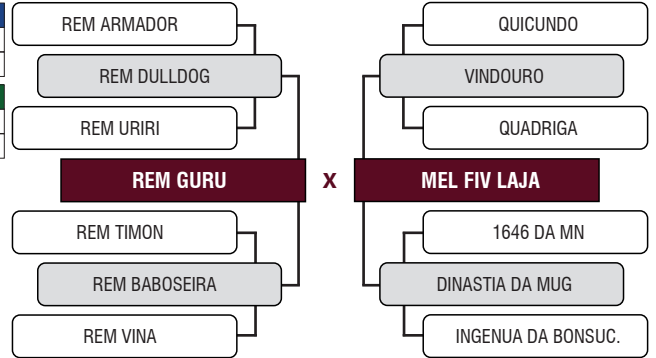 REM ARMADOR
QUICUNDO
REM DULLDOG
VINDOURO
REM URIRI
QUADRIGA
REM GURU X MEL FIV LAJA
REM TIMON
1646 DA MN
REM BABOSEIRA
DINASTIA DA MUG
REM VINA
INGENUA DA BONSUC.